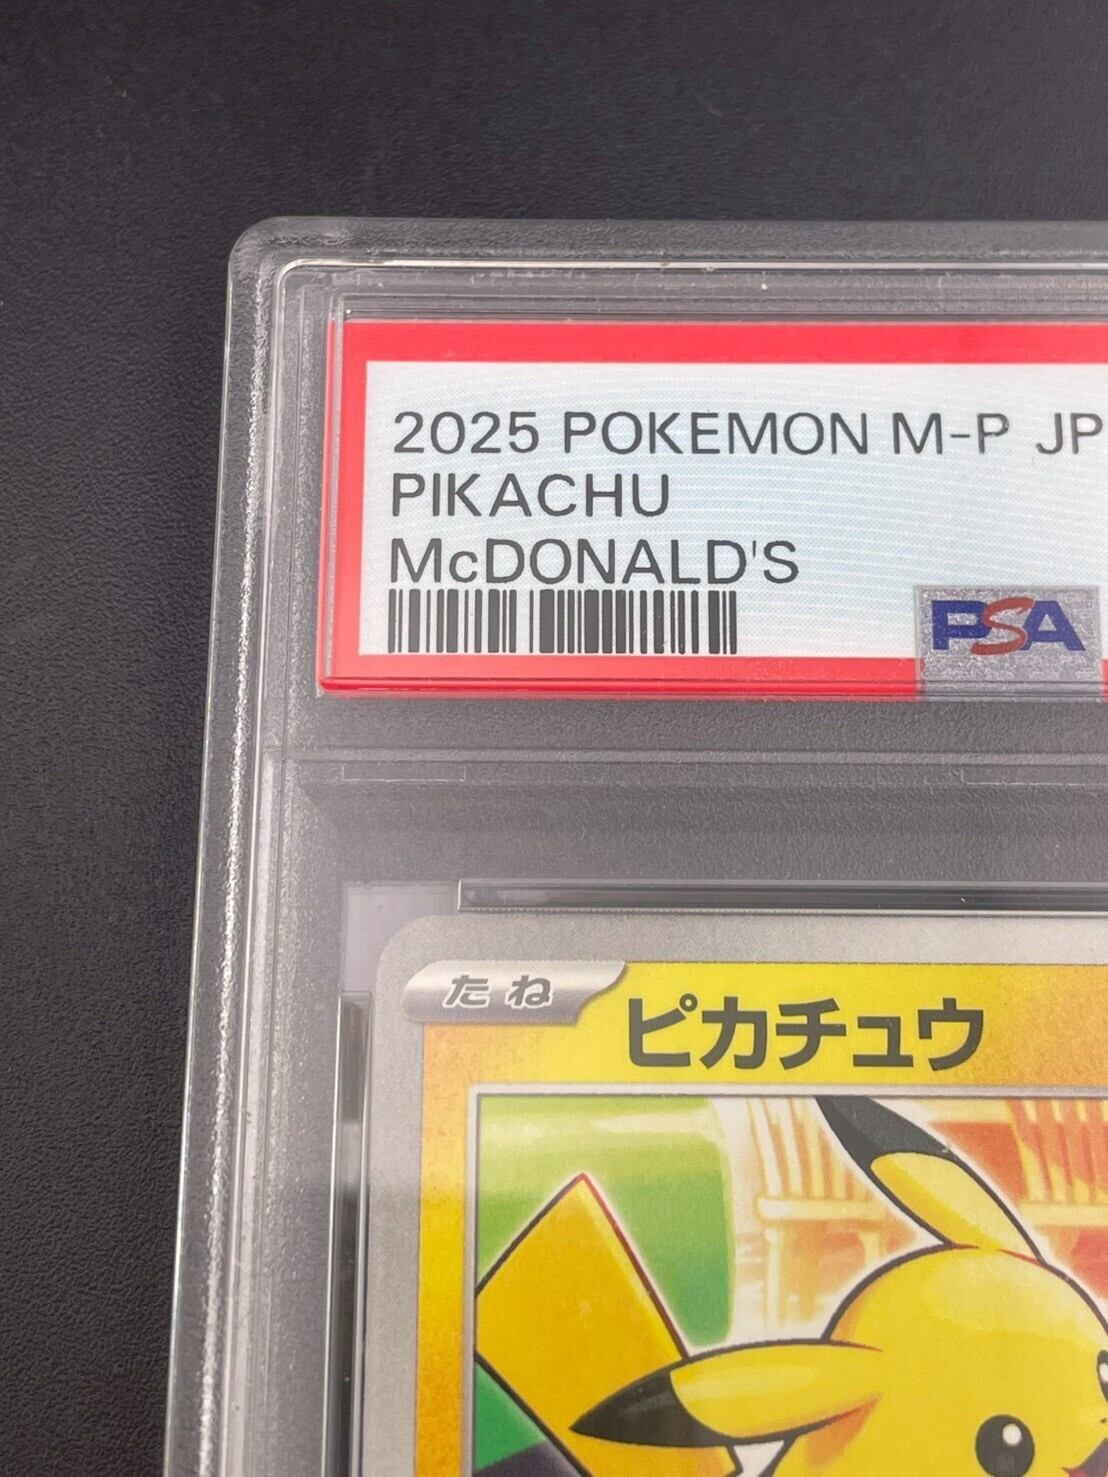 2025 POKEMON M-P JP
PIKACHU
McDONALD'S
PSA
たね
ピカチュウ